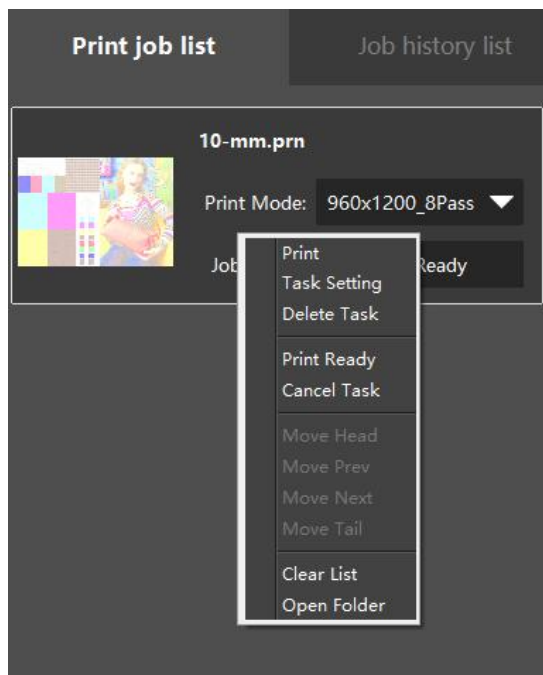 Print job list
Job history list
10-mm.prn
Print Mode: 960x1200_8Pass
Job Ready
Print
Task Setting
Delete Task
Print Ready
Cancel Task
Move Head
Move Prev
Move Next
Move Tail
Clear List
Open Folder